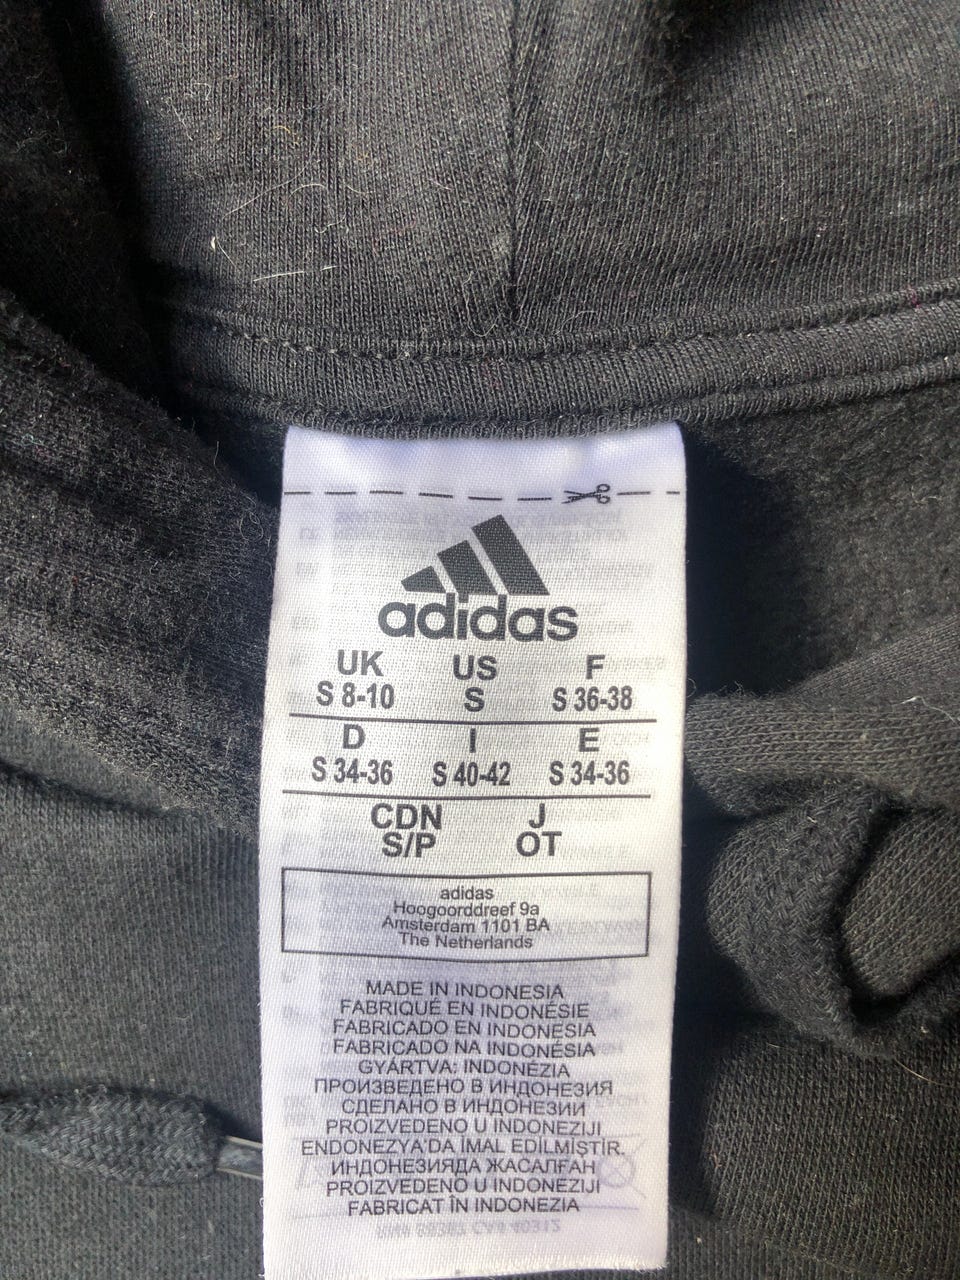 adidas
UK US F
S 8-10 S S 36-38
D I E
S 34-36 S 40-42 S 34-36
CDN J
S/P OT
adidas
Hoogoorddreef 9a
Amsterdam 1101 BA
The Netherlands
MADE IN INDONESIA
FABRIQUÉ EN INDONÉSIE
FABRICADO EN INDONESIA
FABRICADO NA INDONÉSIA
GYÁRTVA: INDONÉZIA
ПРОИЗВЕДЕНО В ИНДОНЕЗИЯ
СДЕЛАНО В ИНДОНЕЗИИ
PROIZVEDENO U INDONEZIJI
ENDONEZYA'DA İMAL EDİLMİŞTİR.
ИНДОНЕЗИЯДА ЖАСАЛҒАН
PROIZVEDENO U INDONEZIJI
FABRICAT ÎN INDONEZIA